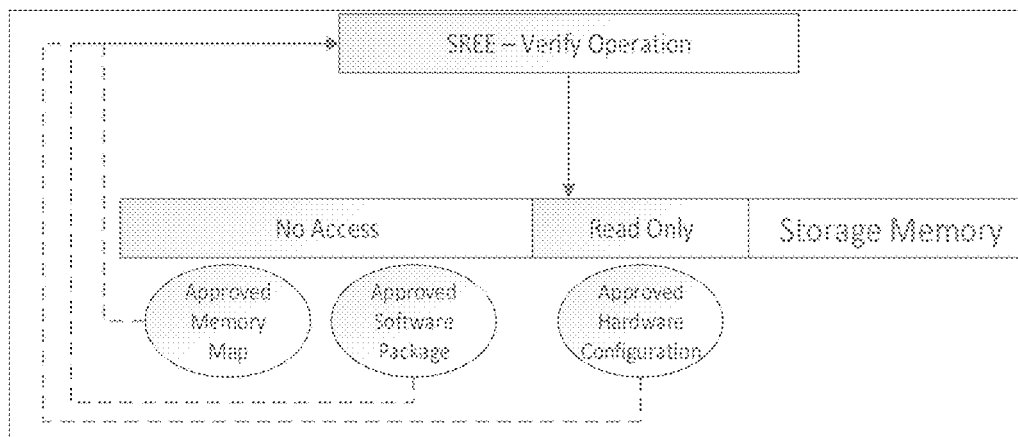 SREE – Verify Operation
No Access
Read Only
Storage Memory
Approved
Memory
Map
Approved
Software
Package
Approved
Hardware
Configuration